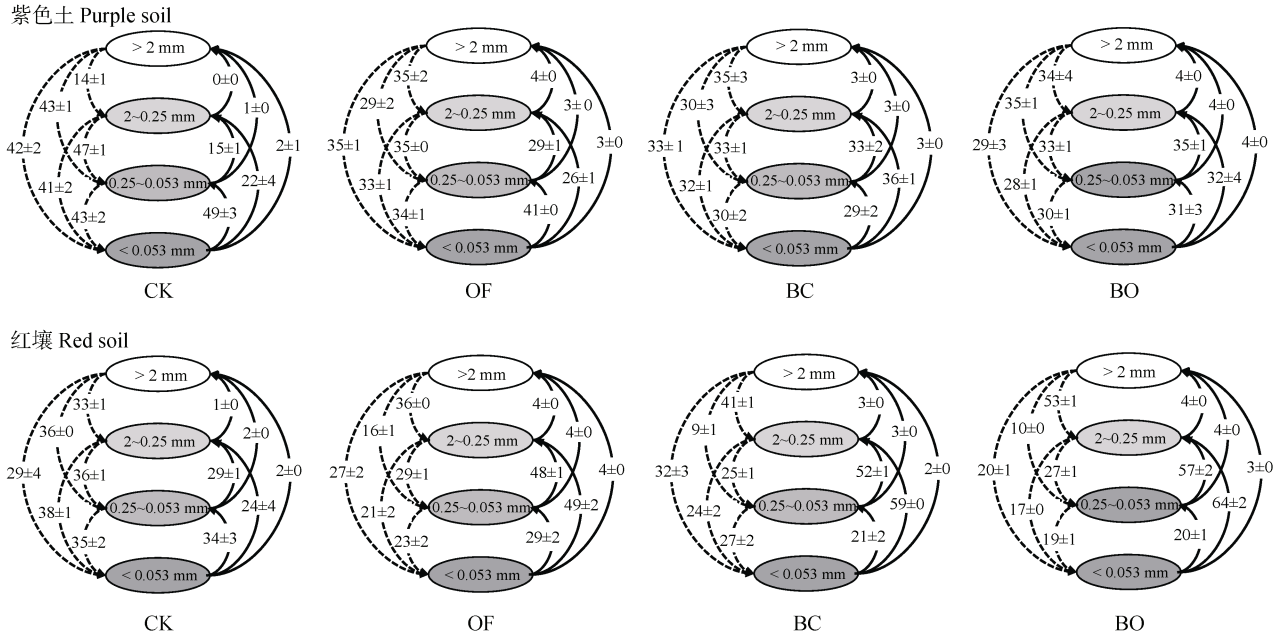 紫色土 Purple soil
> 2 mm
14±1
0±0
43±1
1±0
2~0.25 mm
42±2
47±1
15±1
2±1
0.25~0.053 mm
41±2
22±4
43±2
49±3
< 0.053 mm
CK
> 2 mm
35±2
4±0
29±2
3± 0
2~0.25 mm
35±1
35±0
29±1
3±0
0.25~0.053 mm
33±1
26±1
34±1
41±0
< 0.053 mm
OF
> 2 mm
35±3
3±0
30±3
3±0
2~0.25 mm
33± 1
33±1
33±2
3±0
0.25~0.053 mm
32±1
36±1
30±2
29±2
< 0.053 mm
BC
> 2 mm
34±4
4±0
35±1
4±0
2~0.25 mm
29±3
33±1
35±1
4±0
0.25~0.053 mm
28±1
32±4
30±1
31±3
< 0.053 mm
BO
红壤 Red soil
> 2 mm
33±1
1±0
36±0
2±0
2~0.25 mm
29±4
36±1
29±1
2±0
0.25~0.053 mm
38±1
24±4
35±2
34±3
< 0.053 mm
CK
>2 mm
36±0
4±0
16±1
4±0
2~0.25 mm
27±2
29±1
48±1
4±0
0.25~0.053 mm
21±2
49±2
23±2
29±2
< 0.053 mm
OF
> 2 mm
41±1
3±0
9±1
3±0
2~0.25 mm
32±3
25±1
52±1
2±0
0.25~0.053 mm
24±2
59±0
27±2
21±2
< 0.053 mm
BC
> 2 mm
53±1
4±0
10±0
4±0
2~0.25 mm
20±1
27±1
57±2
3±0
0.25~0.053 mm
17±0
64±2
19±1
20±1
< 0.053 mm
BO